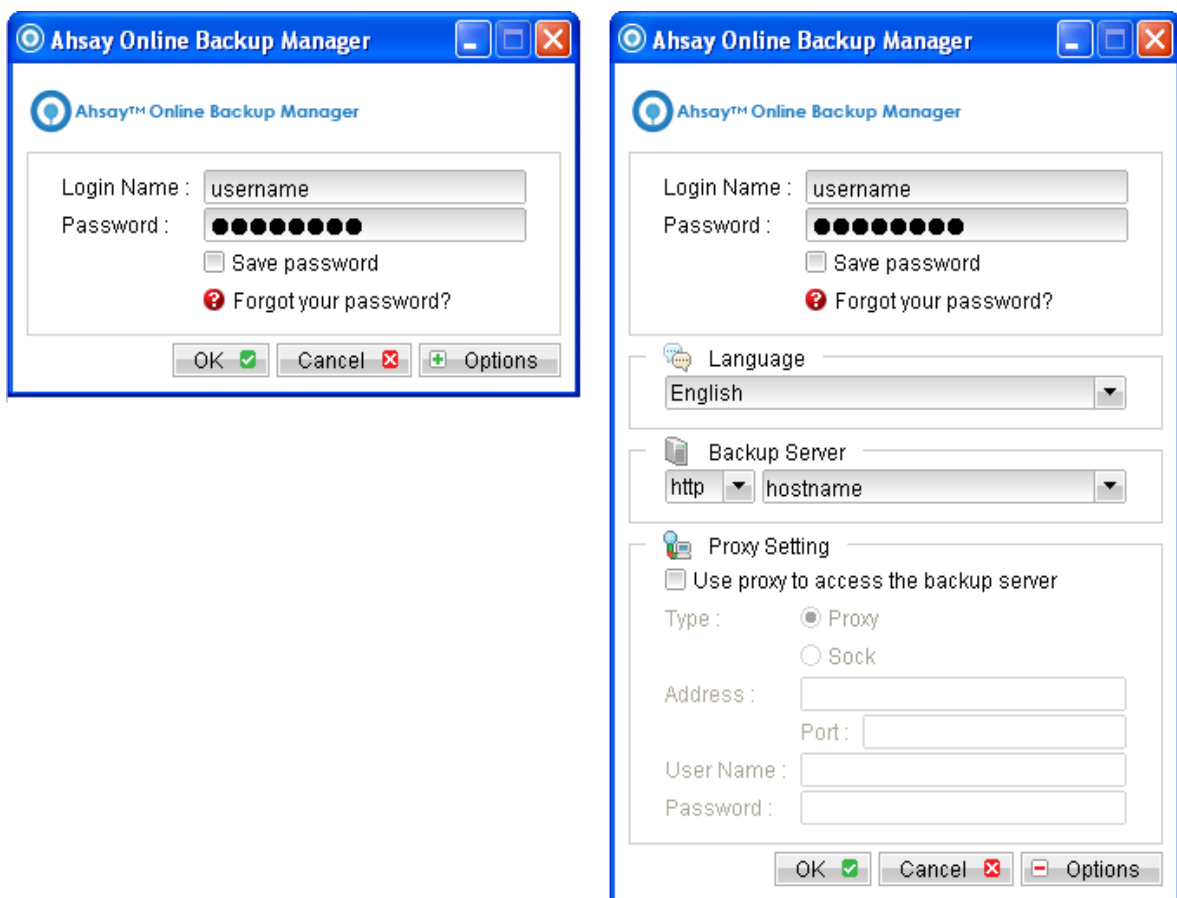 Ahsay Online Backup Manager
Ahsay™ Online Backup Manager
Login Name : username
Password : ●●●●●●●●
Save password
Forgot your password?
OK Cancel Options
Ahsay Online Backup Manager
Ahsay™ Online Backup Manager
Login Name : username
Password : ●●●●●●●●
Save password
Forgot your password?
Language
English
Backup Server
http hostname
Proxy Setting
Use proxy to access the backup server
Type : Proxy
Sock
Address :
Port :
User Name :
Password :
OK Cancel Options